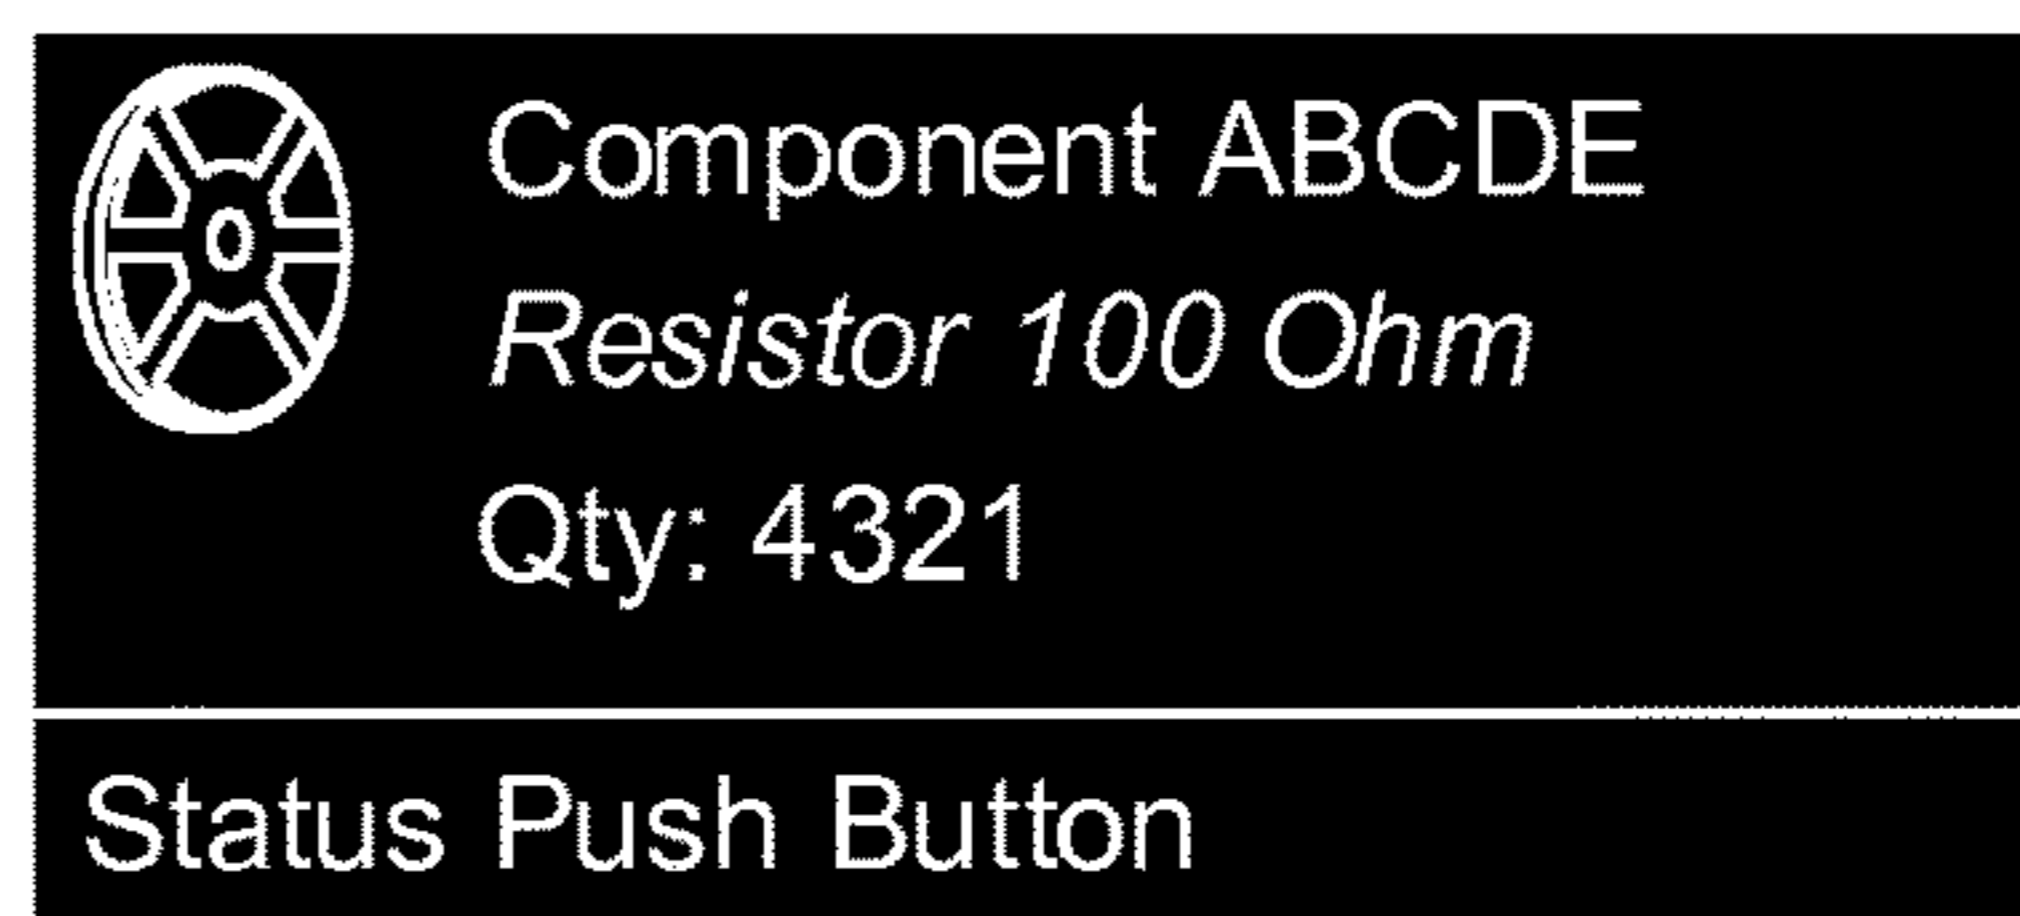 Component ABCDE
Resistor 100 Ohm
Qty: 4321
Status Push Button